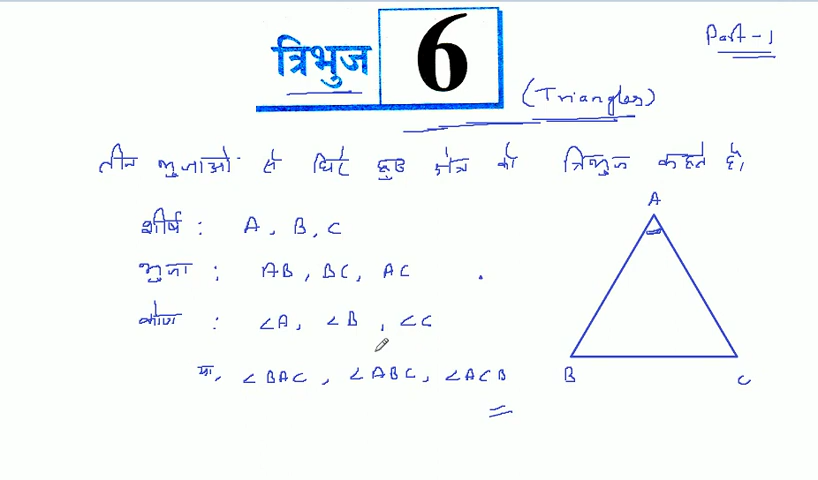 Part-1
त्रिभुज 6
(Triangles)
तीन भुजाओं से घिरे हुए क्षेत्र को त्रिभुज कहते है,
शीर्ष : A, B, C
भुजा : AB, BC, AC
कोण : ∠A, ∠B, ∠C
या, ∠BAC, ∠ABC, ∠ACB
A
B
C